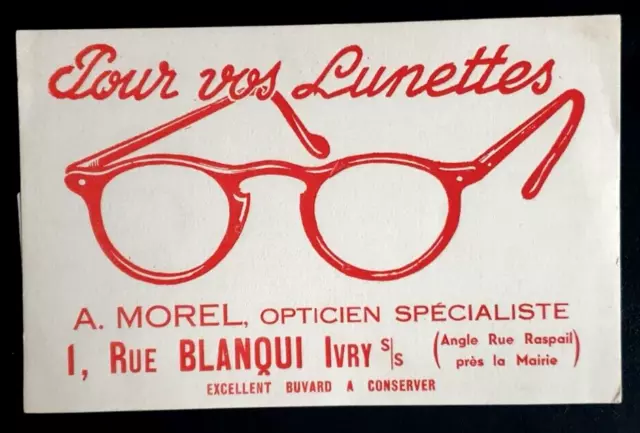 Pour vos Lunettes
A. MOREL, OPTICIEN SPÉCIALISTE
1, RUE BLANQUI IVRY S/S (Angle Rue Raspail près la Mairie)
EXCELLENT BUVARD A CONSERVER